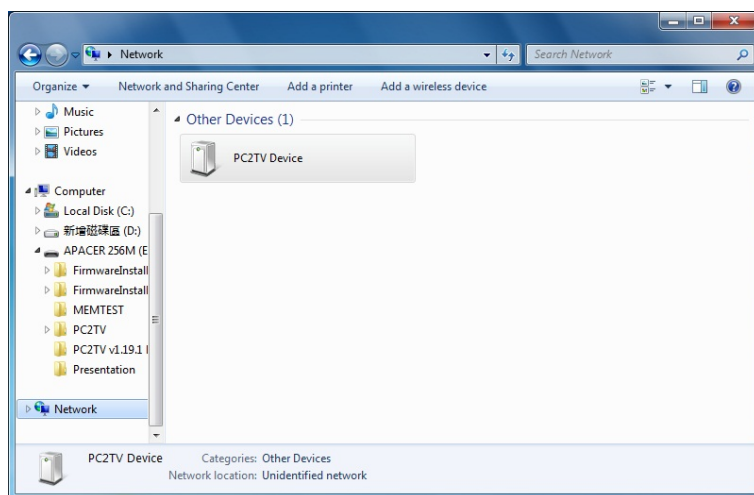 Network
Search Network
Organize
Network and Sharing Center
Add a printer
Add a wireless device
Music
Pictures
Videos
Computer
Local Disk (C:)
新增磁碟區 (D:)
APACER 256M (E
FirmwareInstall
FirmwareInstall
MEMTEST
PC2TV
PC2TV v1.19.1
Presentation
Network
Other Devices (1)
PC2TV Device
PC2TV Device
Categories: Other Devices
Network location: Unidentified network